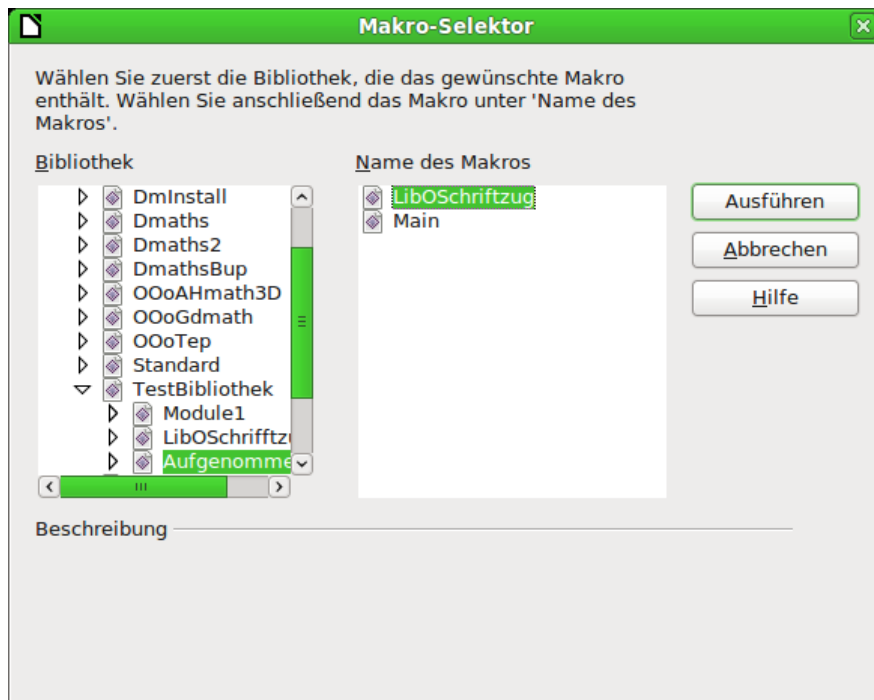 Makro-Selektor
Wählen Sie zuerst die Bibliothek, die das gewünschte Makro
enthält. Wählen Sie anschließend das Makro unter 'Name des
Makros'.
Bibliothek
Name des Makros
DmInstall
Dmaths
Dmaths2
DmathsBup
OOoAHmath3D
OOoGdmath
OOoTep
Standard
TestBibliothek
Module1
LibOSchrifftzu
Aufgenomme
LibOSchriftzug
Main
Ausführen
Abbrechen
Hilfe
Beschreibung